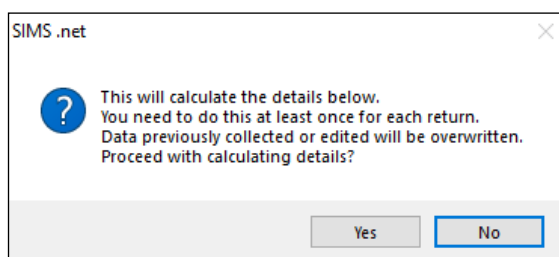 SIMS .net
This will calculate the details below.
You need to do this at least once for each return.
Data previously collected or edited will be overwritten.
Proceed with calculating details?
Yes
No